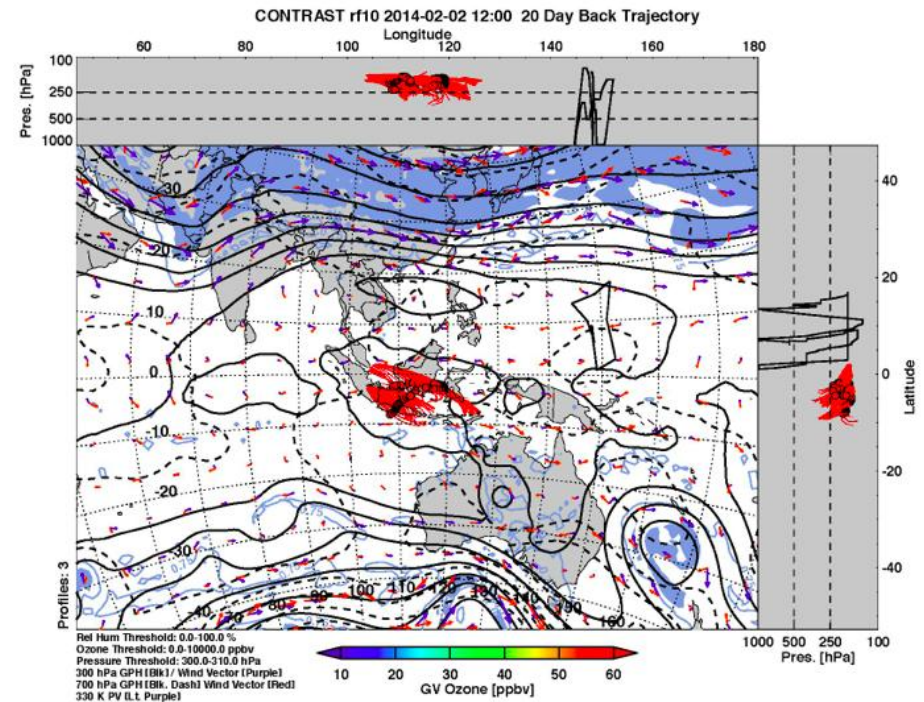 CONTRAST rf10 2014-02-02 12:00 20 Day Back Trajectory
Longitude
60 80 100 120 140 160 180
100
250
500
1000
Pres. [hPa]
30
20
10
0
-10
-20
-30
40
20
0
-20
-40
Latitude
80 90 100 110 120 130 140 150
160
Profiles: 3
1000 500 250 100
Pres. [hPa]
Rel Hum Threshold: 0.0-100.0 %
Ozone Threshold: 0.0-10000.0 ppbv
Pressure Threshold: 300.0-310.0 hPa
300 hPa GPH [Blk] / Wind Vector [Purple]
700 hPa GPH [Blk. Dash] Wind Vector [Red]
330 K PV [Lt. Purple]
10 20 30 40 50 60
GV Ozone [ppbv]